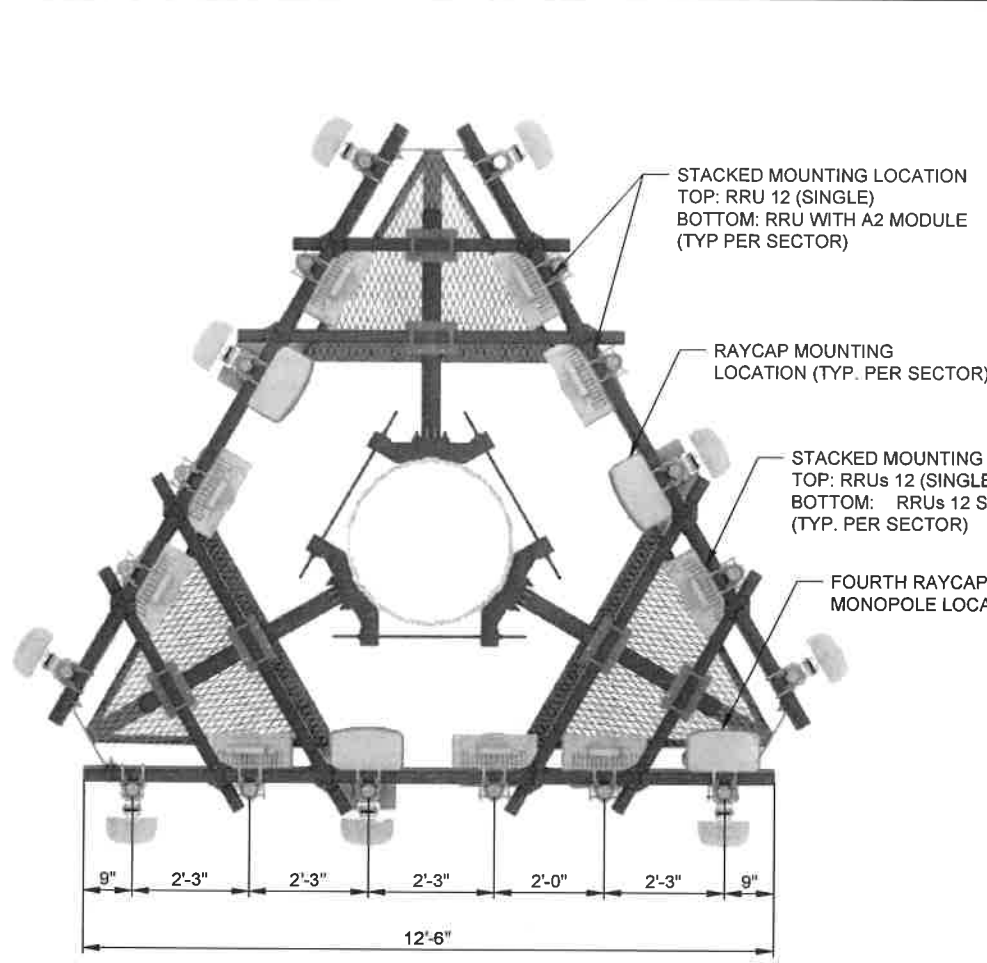 STACKED MOUNTING LOCATION
TOP: RRU 12 (SINGLE)
BOTTOM: RRU WITH A2 MODULE
(TYP PER SECTOR)
RAYCAP MOUNTING
LOCATION (TYP. PER SECTOR)
STACKED MOUNTING
TOP: RRUs 12 (SINGLE
BOTTOM: RRUs 12 S
(TYP. PER SECTOR)
FOURTH RAYCAP
MONOPOLE LOCA
9" 2'-3" 2'-3" 2'-3" 2'-0" 2'-3" 9"
12'-6"